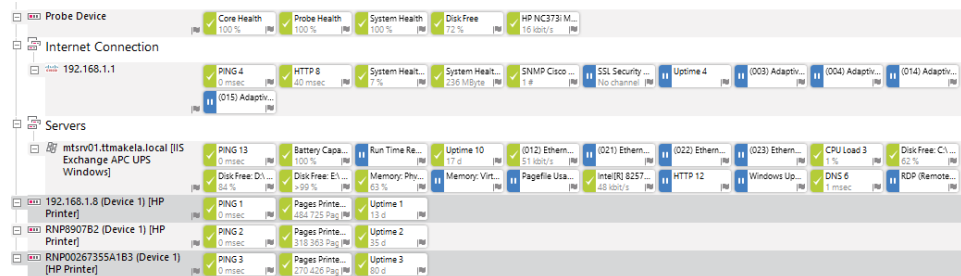 Probe Device
Core Health
100 %
Probe Health
100 %
System Health
100 %
Disk Free
72 %
HP NC373i M...
16 kbit/s
Internet Connection
192.168.1.1
PING 4
0 msec
HTTP 8
40 msec
System Healt...
7 %
System Healt...
236 MByte
SNMP Cisco ...
1 #
SSL Security ...
No channel
Uptime 4
(003) Adaptiv...
(004) Adaptiv...
(014) Adaptiv...
(015) Adaptiv...
Servers
mtsrv01.ttmakela.local [IIS
Exchange APC UPS
Windows]
PING 13
0 msec
Battery Capa...
100 %
Run Time Re...
Uptime 10
17 d
(012) Ethern...
51 kbit/s
(021) Ethern...
(022) Ethern...
(023) Ethern...
CPU Load 3
1 %
Disk Free: C:\ ...
62 %
Disk Free: D:\ ...
84 %
Disk Free: E:\ ...
>99 %
Memory: Phy...
63 %
Memory: Virt...
Pagefile Usa...
Intel[R] 8257...
48 kbit/s
HTTP 12
Windows Up...
DNS 6
1 msec
RDP (Remote...
192.168.1.8 (Device 1) [HP
Printer]
PING 1
0 msec
Pages Printe...
484 725 Pag
Uptime 1
13 d
RNP8907B2 (Device 1) [HP
Printer]
PING 2
0 msec
Pages Printe...
318 363 Pag
Uptime 2
35 d
RNP00267355A1B3 (Device 1)
[HP Printer]
PING 3
0 msec
Pages Printe...
270 426 Pag
Uptime 3
80 d